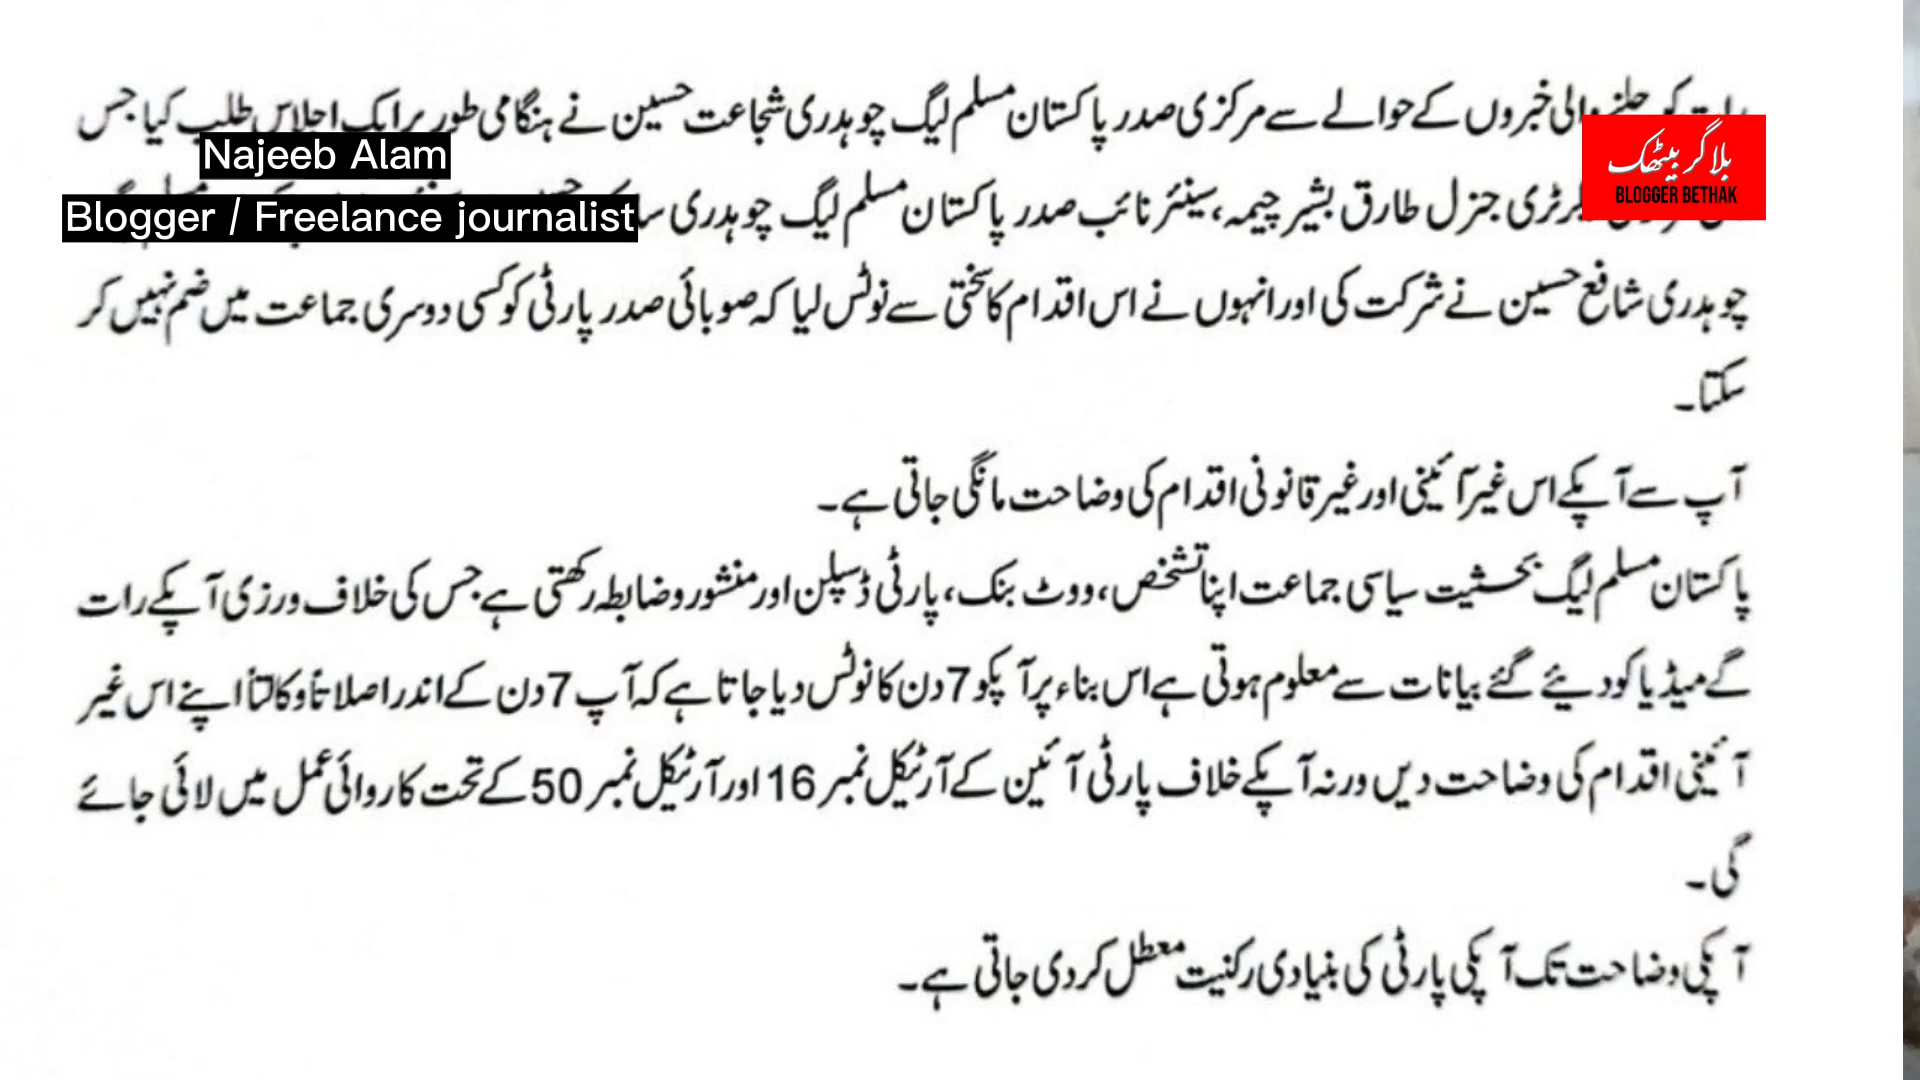 رات کو چلنے والی خبروں کے حوالے سے مرکزی صدر پاکستان مسلم لیگ چوہدری شجاعت حسین نے ہنگامی طور پر ایک اجلاس طلب کیا جس
Najeeb Alam
بلاگر بیٹھک
BLOGGER BETHAK
جنرل طارق بشیر چیمہ، سینئر نائب صدر پاکستان مسلم لیگ چوہدری
Blogger / Freelance journalist
چوہدری شافع حسین نے شرکت کی اور انہوں نے اس اقدام کا سختی سے نوٹس لیا کہ صوبائی صدر پارٹی کو کسی دوسری جماعت میں ضم نہیں کر
سکتا۔
آپ سے آپکے اس غیر آئینی اور غیر قانونی اقدام کی وضاحت مانگی جاتی ہے۔
پاکستان مسلم لیگ بحثیت سیاسی جماعت اپنا تشخص، ووٹ بنک، پارٹی ڈسپلن اور منشور و ضابطہ رکھتی ہے جس کی خلاف ورزی آپکے رات
گے میڈیا کو دیئے گئے بیانات سے معلوم ہوتی ہے اس بناء پر آپکو 7 دن کا نوٹس دیا جاتا ہے کہ آپ 7 دن کے اندر اصلاتاً وکالتاً اپنے اس غیر
آئینی اقدام کی وضاحت دیں ورنہ آپکے خلاف پارٹی آئین کے آرٹیکل نمبر 16 اور آرٹیکل نمبر 50 کے تحت کاروائی عمل میں لائی جائے
گی۔
آپکی وضاحت تک آپکی پارٹی کی بنیادی رکنیت معطل کر دی جاتی ہے۔